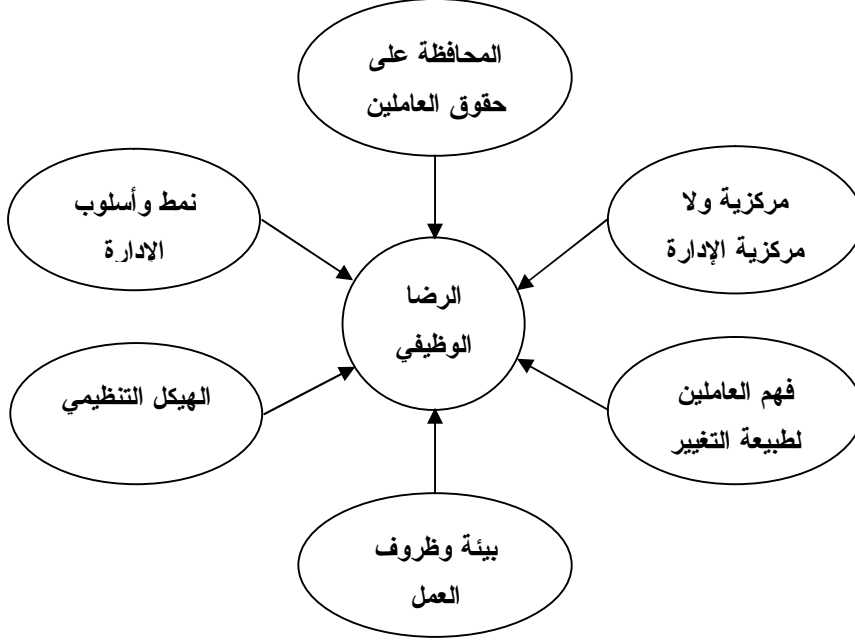 المحافظة على
حقوق العاملين
مركزية ولا
مركزية الإدارة
نمط وأسلوب
الإدارة
الرضا
الوظيفي
فهم العاملين
لطبيعة التغيير
الهيكل التنظيمي
بيئة وظروف
العمل